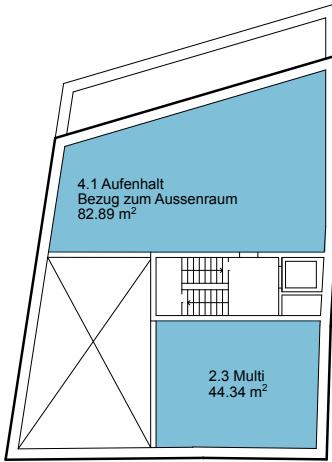 4.1 Aufenhalt
Bezug zum Aussenraum
82.89 m²
2.3 Multi
44.34 m²